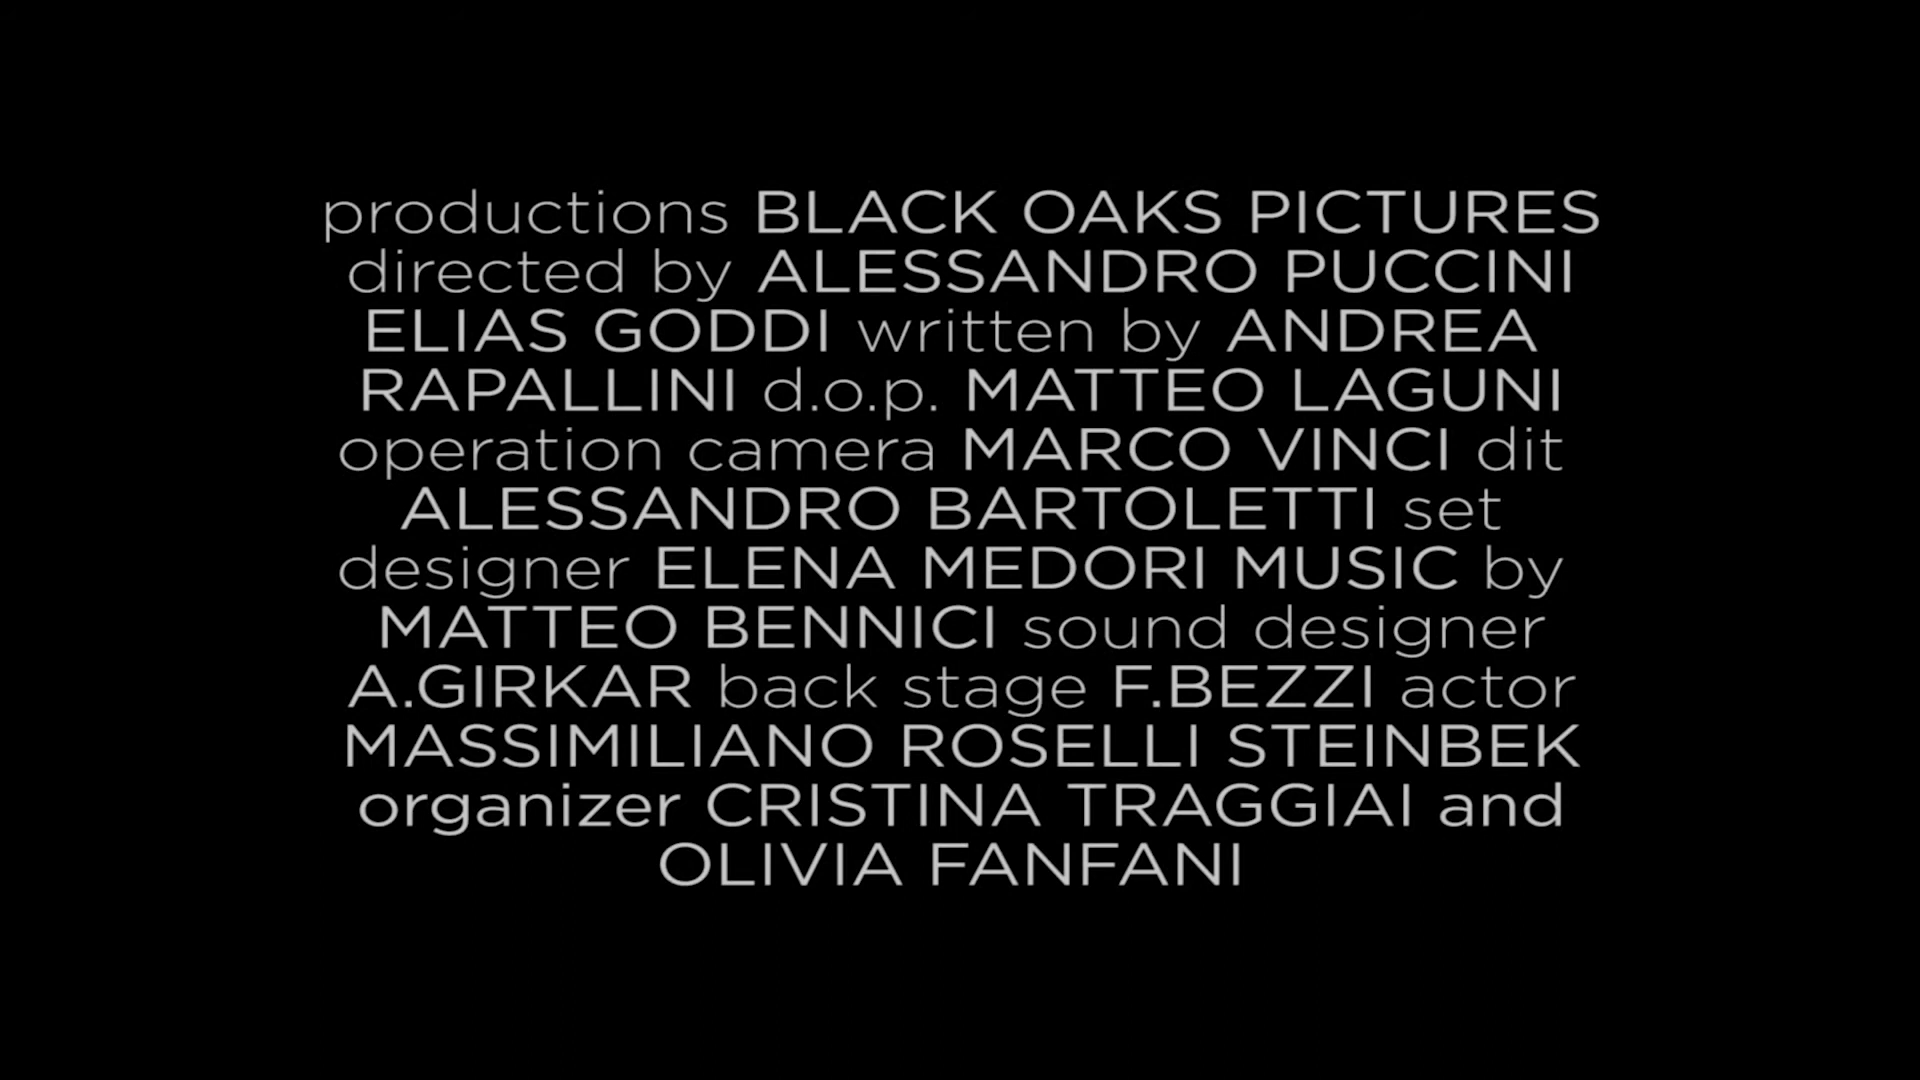 productions BLACK OAKS PICTURES
directed by ALESSANDRO PUCCINI
ELIAS GODDI written by ANDREA
RAPALLINI d.o.p. MATTEO LAGUNI
operation camera MARCO VINCI dit
ALESSANDRO BARTOLETTI set
designer ELENA MEDORI MUSIC by
MATTEO BENNICI sound designer
A.GIRKAR back stage F.BEZZI actor
MASSIMILIANO ROSELLI STEINBEK
organizer CRISTINA TRAGGIAI and
OLIVIA FANFANI